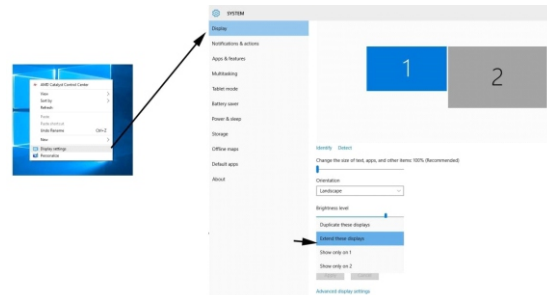 AMD Catalyst Control Center
View
Sort by
Refresh
Paste
Paste shortcut
Undo Rename Ctrl+Z
New
Display settings
Personalize
SYSTEM
Display
Notifications & actions
Apps & features
Multitasking
Tablet mode
Battery saver
Power & sleep
Storage
Offline maps
Default apps
About
1
2
Identify Detect
Change the size of text, apps, and other items: 100% (Recommended)
Orientation
Landscape
Brightness level
Duplicate these displays
Extend these displays
Show only on 1
Show only on 2
Advanced display settings